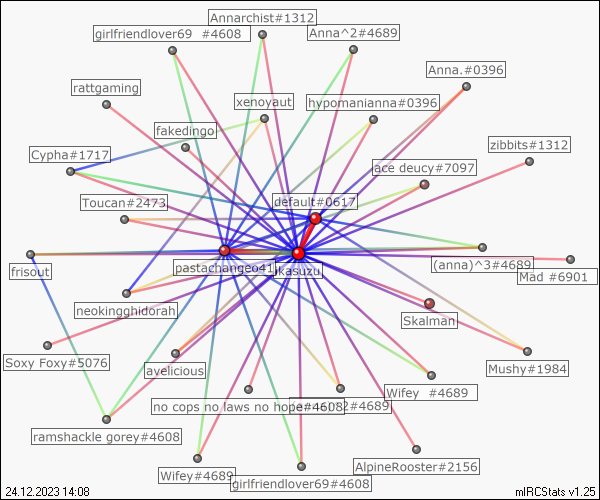 Annarchist#1312
girlfriendlover69 #4608
Anna^2#4689
Anna.#0396
rattgaming
xenoyaut
hypomanianna#0396
fakedingo
zibbits#1312
Cypha#1717
ace deucy#7097
Toucan#2473
default#0617
frisout
pastachangeo41
ikasuzu
(anna)^3#4689
Mad #6901
neokingghidorah
Skalman
Soxy Foxy#5076
avelicious
Mushy#1984
Wifey #4689
no cops no laws no hope#4608
2#4689
ramshackle gorey#4608
Wifey#4689
girlfriendlover69#4608
AlpineRooster#2156
24.12.2023 14:08
mIRCStats v1.25